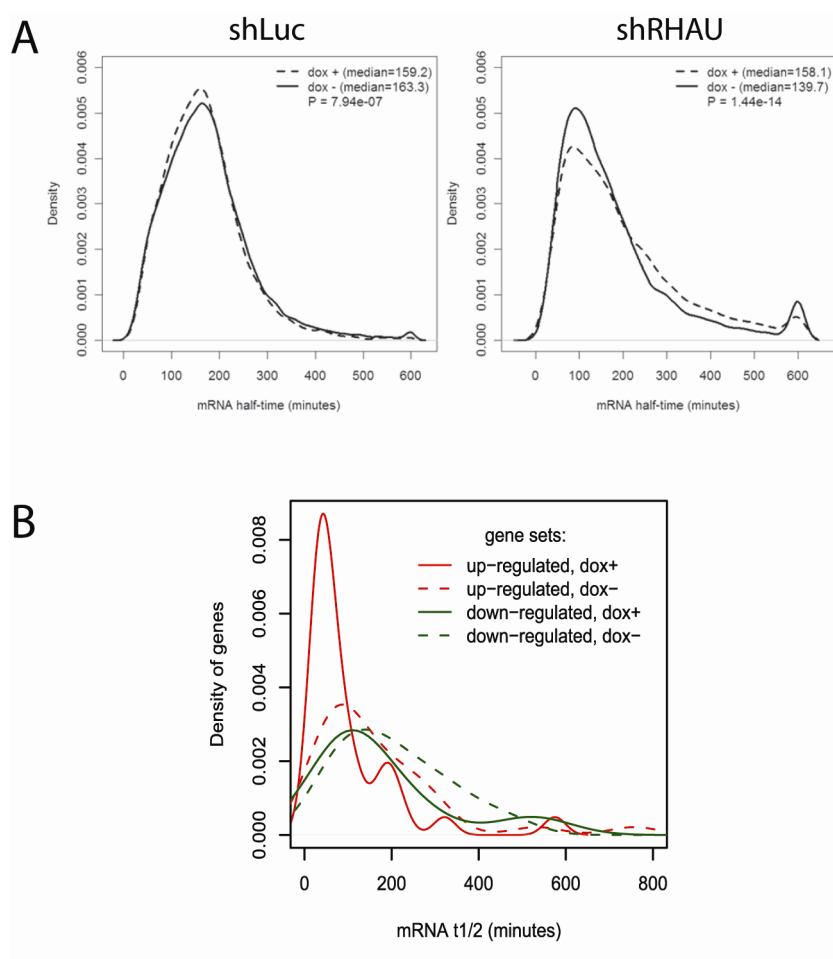 A
shLuc
shRHAU
dox + (median=159.2)
dox - (median=163.3)
P = 7.94e-07
0.006
0.005
0.004
0.003
0.002
0.001
0.000
Density
0 100 200 300 400 500 600
mRNA half-time (minutes)
dox + (median=158.1)
dox - (median=139.7)
P = 1.44e-14
0.006
0.005
0.004
0.003
0.002
0.001
0.000
Density
0 100 200 300 400 500 600
mRNA half-time (minutes)
B
gene sets:
up-regulated, dox+
up-regulated, dox-
down-regulated, dox+
down-regulated, dox-
0.008
0.006
0.004
0.002
0.000
Density of genes
0 200 400 600 800
mRNA t1/2 (minutes)